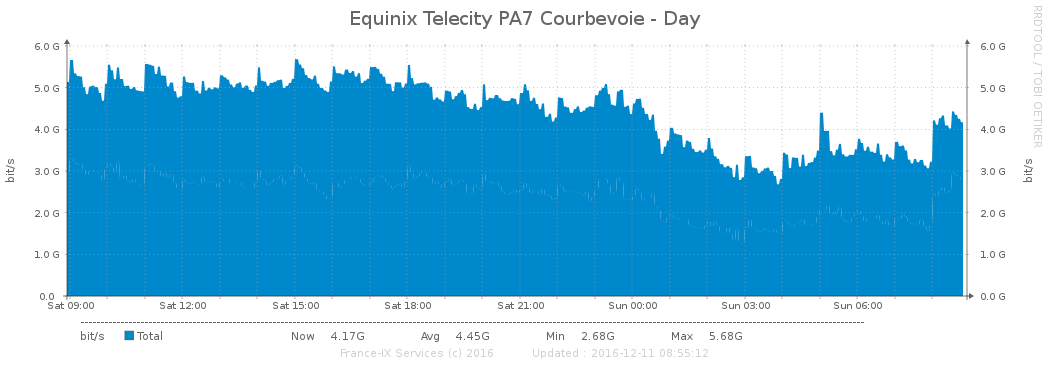 Equinix Telecity PA7 Courbevoie - Day
RRDTOOL / TOBI OETIKER
6.0 G 6.0 G
5.0 G 5.0 G
4.0 G 4.0 G
3.0 G 3.0 G
2.0 G 2.0 G
1.0 G 1.0 G
0.0 0.0 G
bit/s bit/s
Sat 09:00 Sat 12:00 Sat 15:00 Sat 18:00 Sat 21:00 Sun 00:00 Sun 03:00 Sun 06:00
bit/s Total Now 4.17G Avg 4.45G Min 2.68G Max 5.68G
France-IX Services (c) 2016 Updated : 2016-12-11 08:55:12